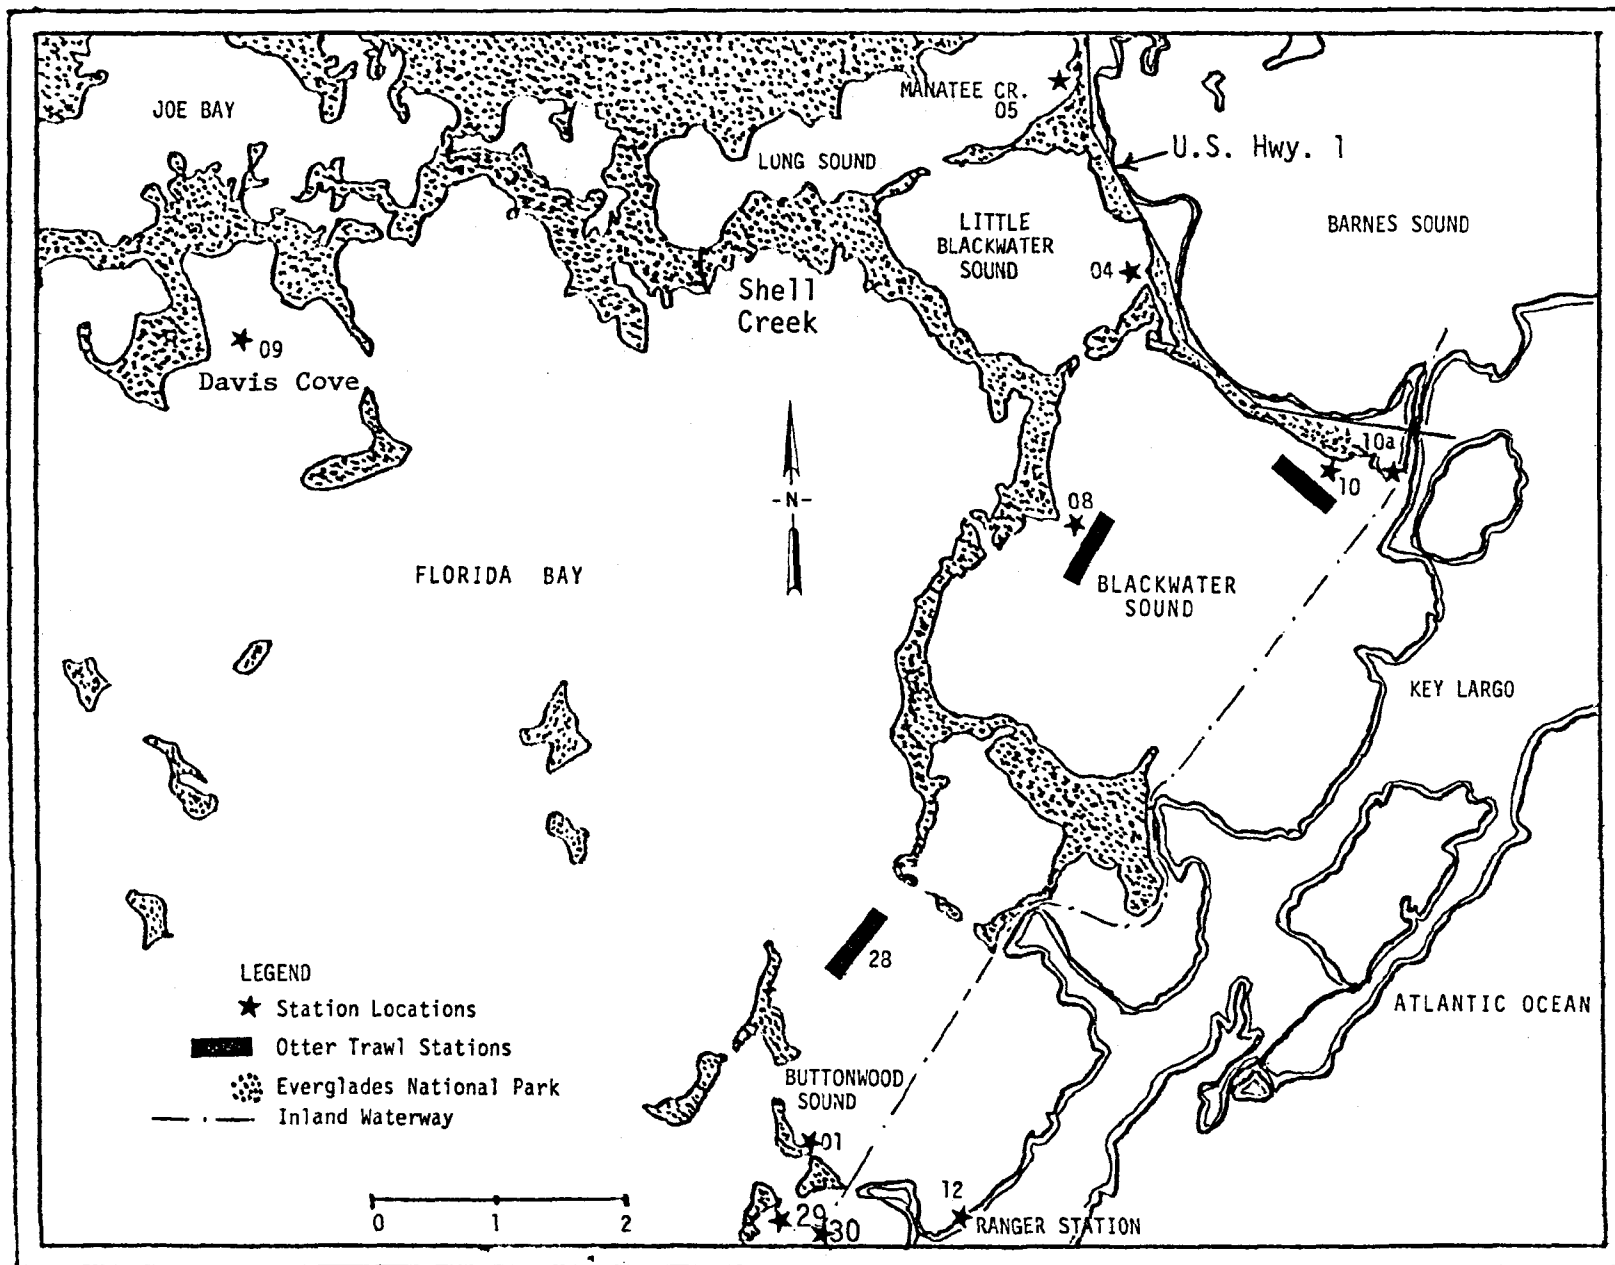 MANATEE CR.
05
JOE BAY
U.S. Hwy. 1
LONG SOUND
LITTLE
BLACKWATER
SOUND
BARNES SOUND
04
Shell
Creek
09
Davis Cove
10a
10
-N-
08
FLORIDA BAY
BLACKWATER
SOUND
KEY LARGO
28
LEGEND
Station Locations
Otter Trawl Stations
Everglades National Park
Inland Waterway
ATLANTIC OCEAN
BUTTONWOOD
SOUND
01
12
29
30
RANGER STATION
0 1 2